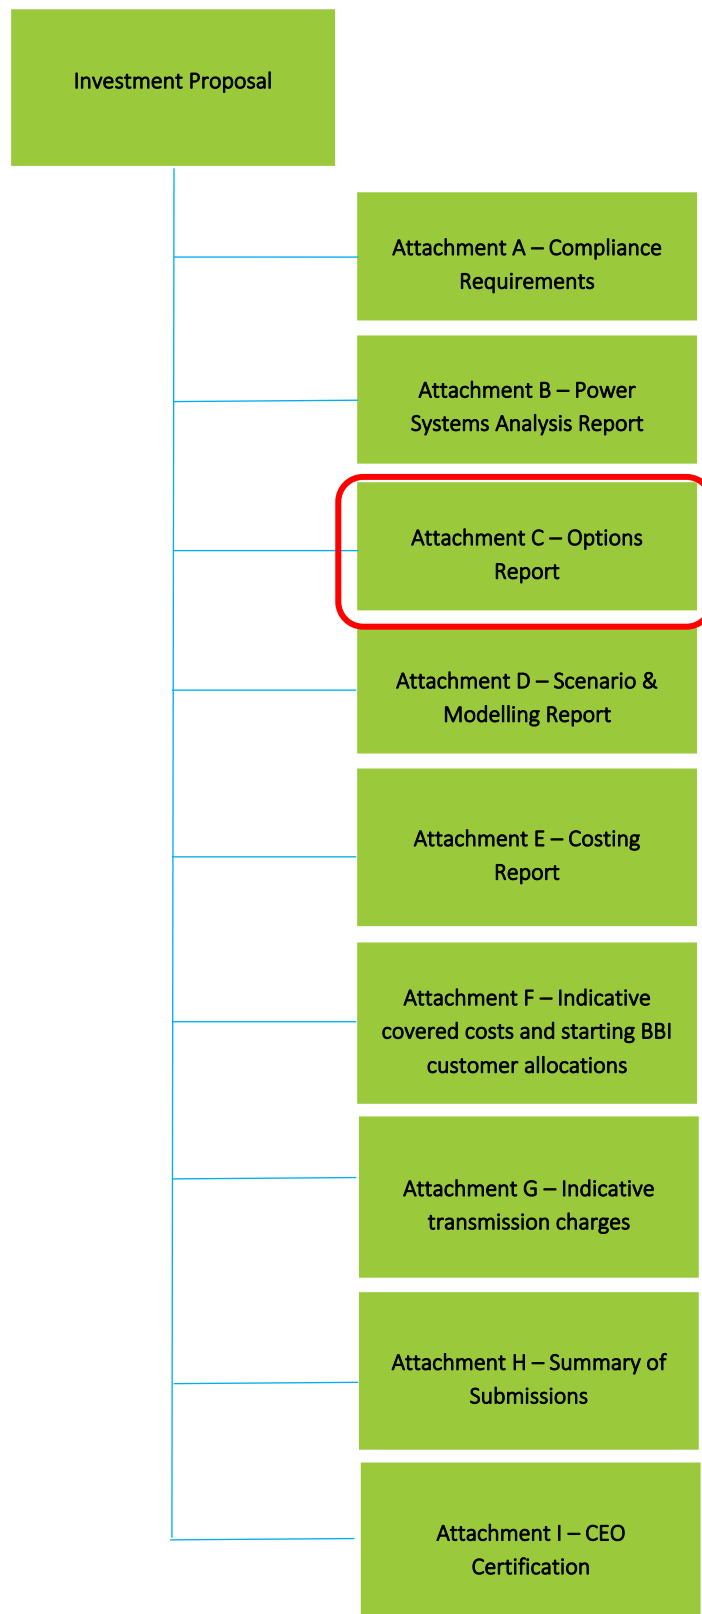 Investment Proposal
Attachment A – Compliance
Requirements
Attachment B – Power
Systems Analysis Report
Attachment C – Options
Report
Attachment D – Scenario &
Modelling Report
Attachment E – Costing
Report
Attachment F – Indicative
covered costs and starting BBI
customer allocations
Attachment G – Indicative
transmission charges
Attachment H – Summary of
Submissions
Attachment I – CEO
Certification